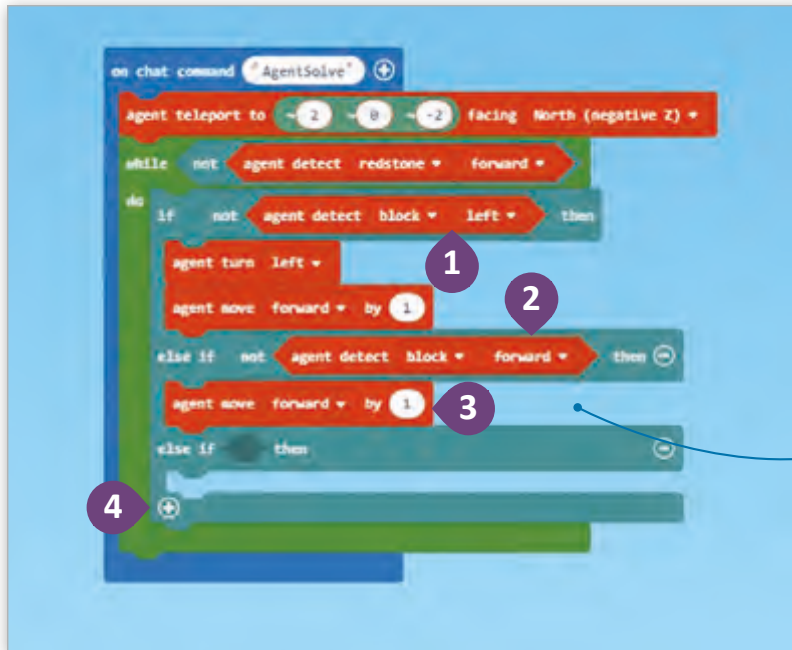 on chat command "AgentSolve"
agent teleport to ~2 ~0 ~-2 facing North (negative Z)
while not agent detect redstone forward
do
if not agent detect block left then
1
agent turn left
2
agent move forward by 1
else if not agent detect block forward then
agent move forward by 1
3
else if then
4